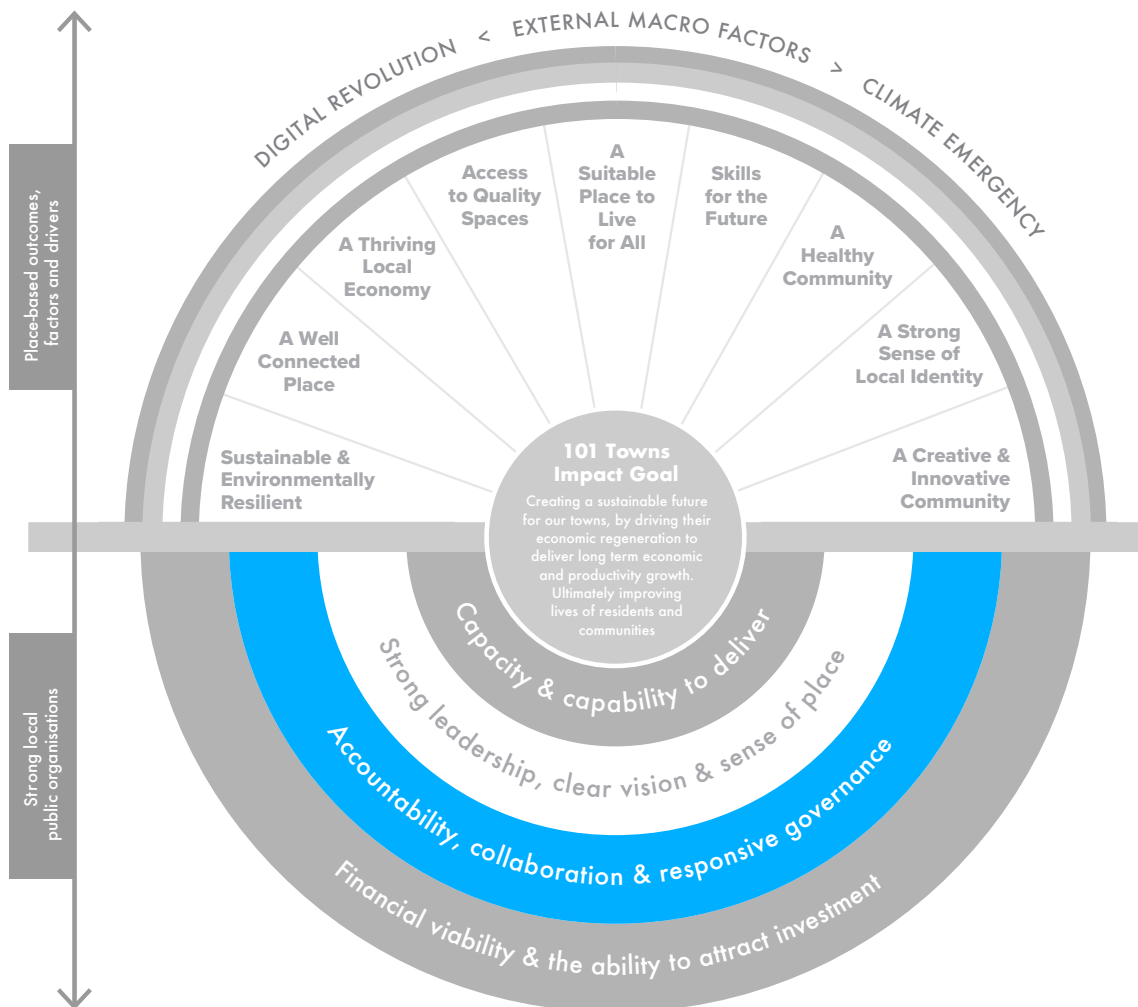 DIGITAL REVOLUTION < EXTERNAL MACRO FACTORS > CLIMATE EMERGENCY
Place-based outcomes,
factors and drivers
Sustainable &
Environmentally
Resilient
A Well
Connected
Place
A Thriving
Local
Economy
Access
to Quality
Spaces
A
Suitable
Place to
Live
for All
Skills
for the
Future
A
Healthy
Community
A Strong
Sense of
Local Identity
A Creative &
Innovative
Community
101 Towns
Impact Goal
Creating a sustainable future
for our towns, by driving their
economic regeneration to
deliver long term economic
and productivity growth.
Ultimately improving
lives of residents and
communities
Strong local
public organisations
Capacity & capability to deliver
Strong leadership, clear vision & sense of place
Accountability, collaboration & responsive governance
Financial viability & the ability to attract investment